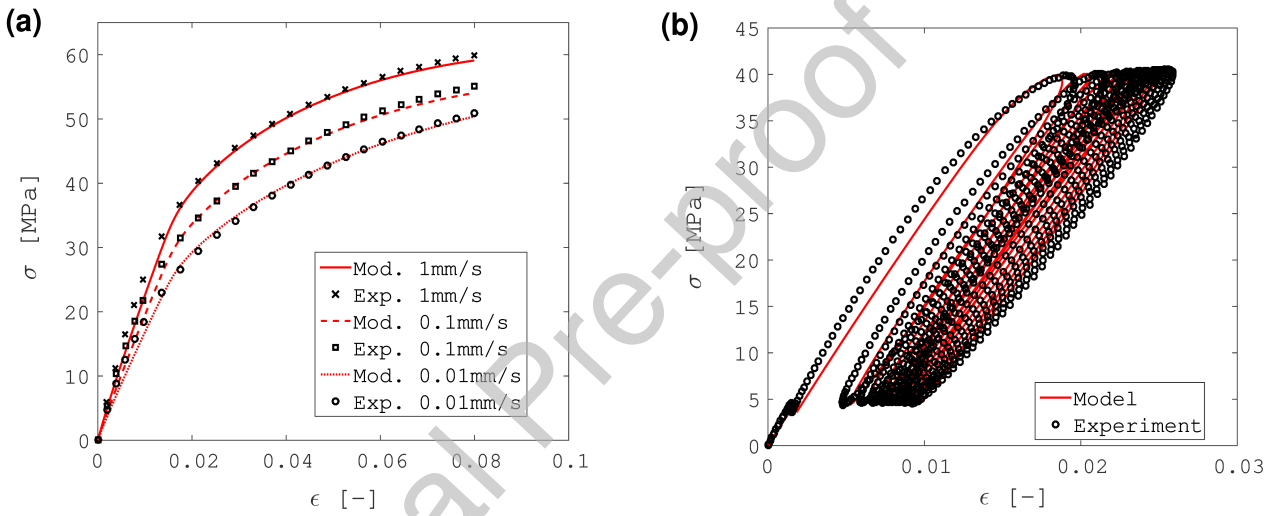 (a)
60
50
40
30
20
10
0
σ [MPa]
0 0.02 0.04 0.06 0.08 0.1
ϵ [-]
Mod. 1mm/s
Exp. 1mm/s
Mod. 0.1mm/s
Exp. 0.1mm/s
Mod. 0.01mm/s
Exp. 0.01mm/s
(b)
45
40
35
30
25
20
15
10
5
0
σ [MPa]
0 0.01 0.02 0.03
ϵ [-]
Model
Experiment
al Pre-proof